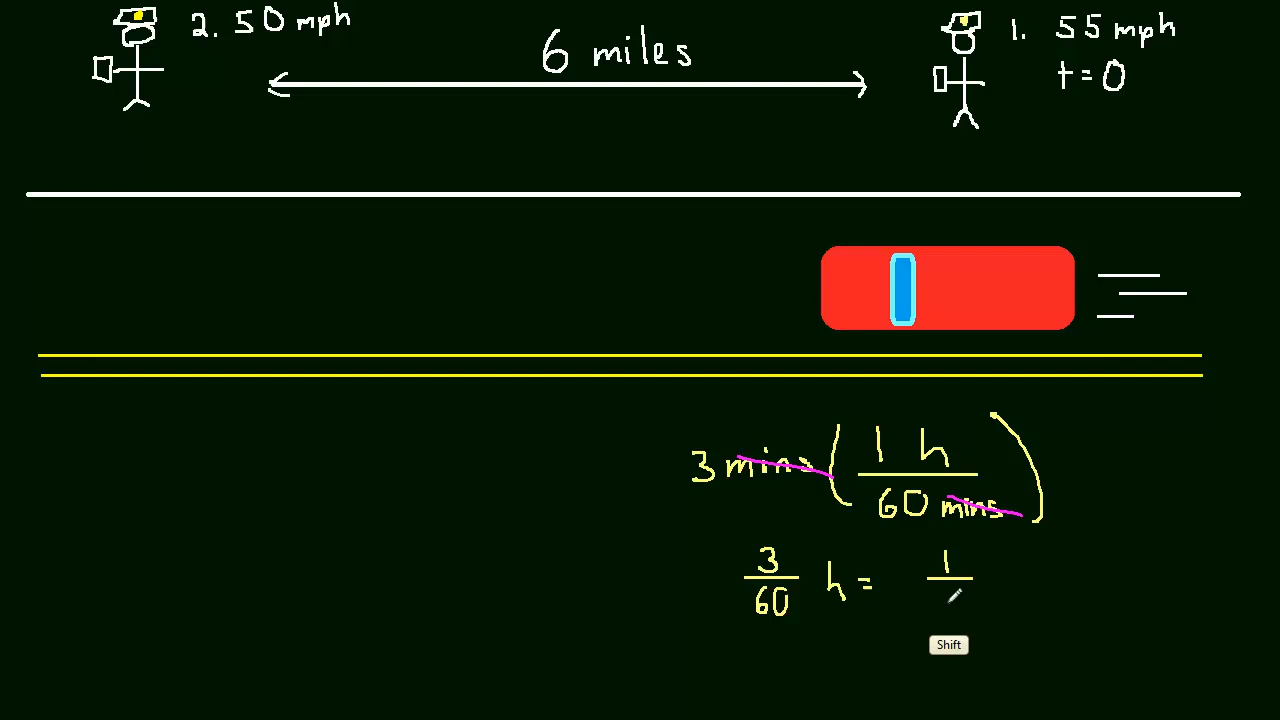 2. 50 mph
6 miles
1. 55 mph
t = 0
3 mins ( 1 h
60 mins )
3
60 h = 1
Shift